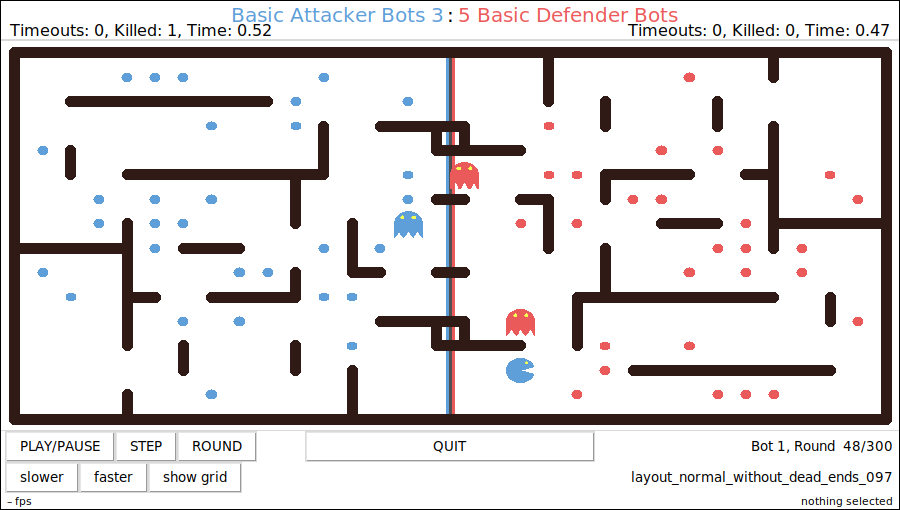 Basic Attacker Bots 3 : 5 Basic Defender Bots
Timeouts: 0, Killed: 1, Time: 0.52 Timeouts: 0, Killed: 0, Time: 0.47
PLAY/PAUSE STEP ROUND QUIT Bot 1, Round 48/300
slower faster show grid layout_normal_without_dead_ends_097
– fps nothing selected